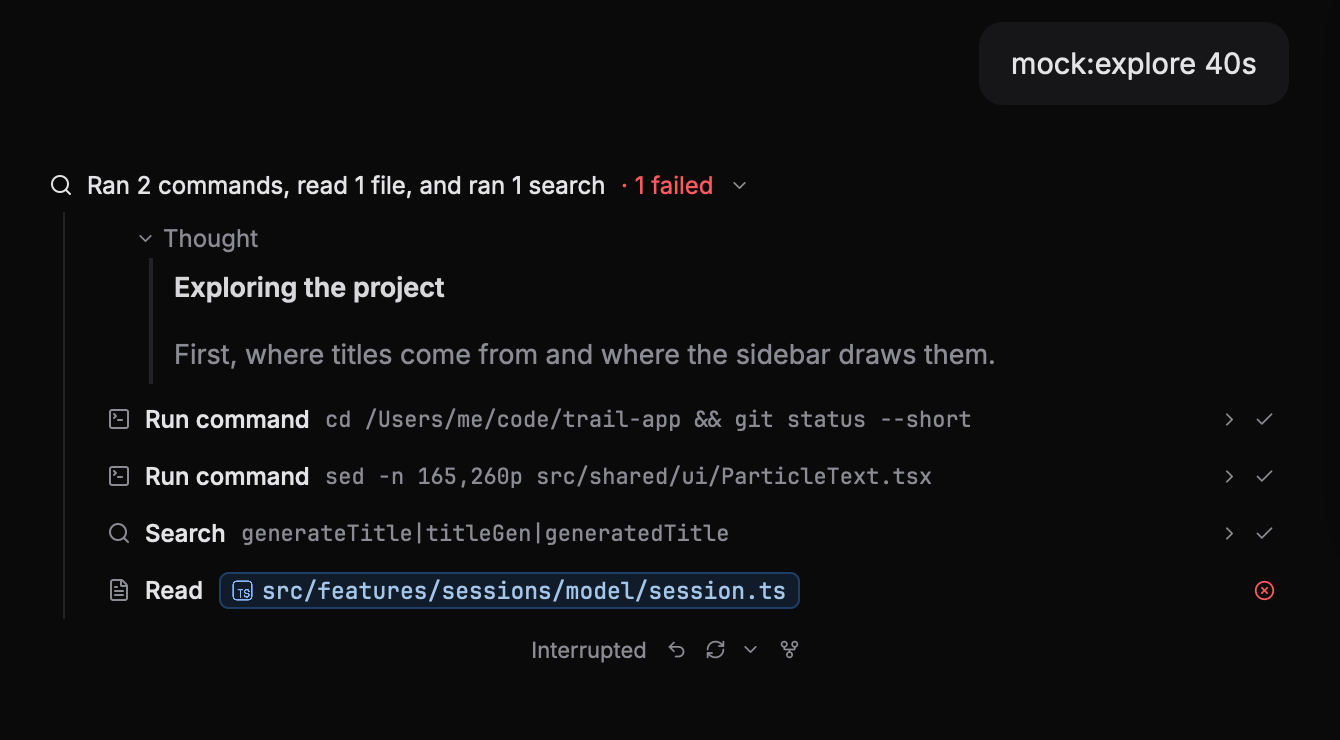 mock:explore 40s
Ran 2 commands, read 1 file, and ran 1 search · 1 failed
Thought
Exploring the project
First, where titles come from and where the sidebar draws them.
Run command cd /Users/me/code/trail-app && git status --short
Run command sed -n 165,260p src/shared/ui/ParticleText.tsx
Search generateTitle|titleGen|generatedTitle
Read TS src/features/sessions/model/session.ts
Interrupted